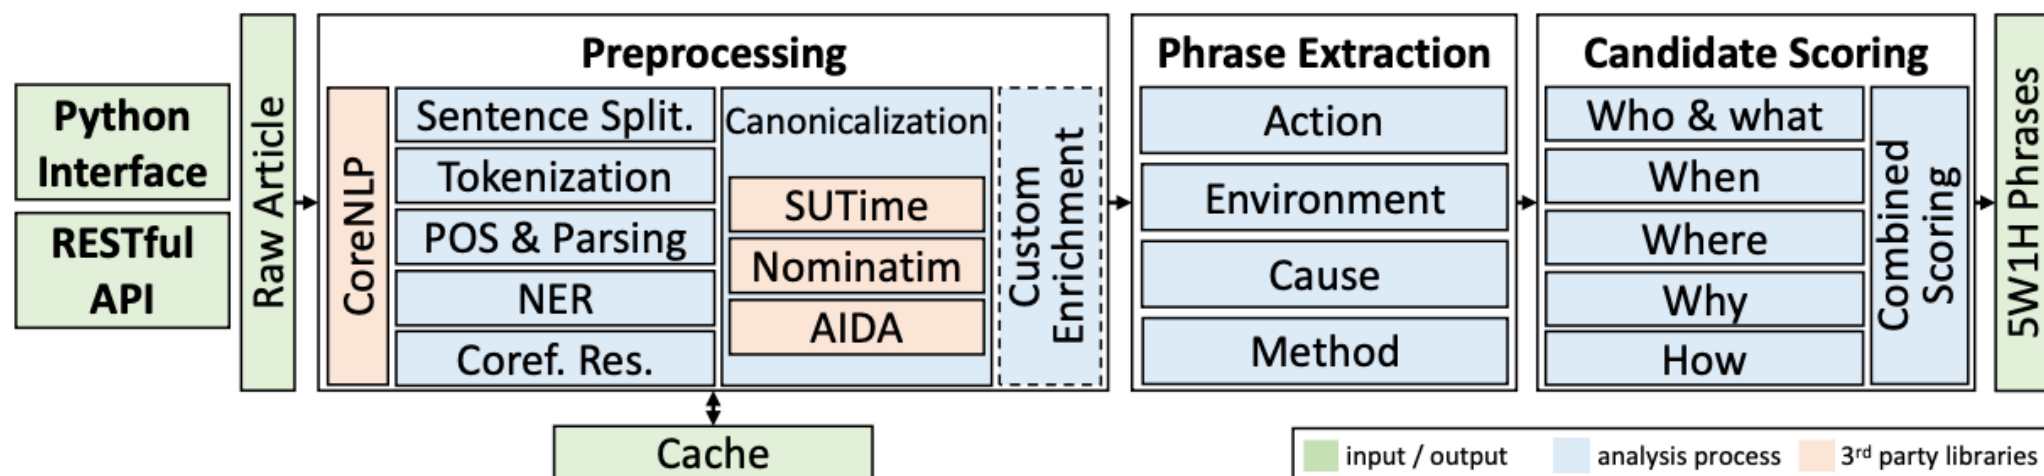 Python
Interface
RESTful
API
Raw Article
Preprocessing
CoreNLP
Sentence Split.
Tokenization
POS & Parsing
NER
Coref. Res.
Canonicalization
SUTime
Nominatim
AIDA
Custom
Enrichment
Cache
Phrase Extraction
Action
Environment
Cause
Method
Candidate Scoring
Who & what
When
Where
Why
How
Combined
Scoring
5W1H Phrases
input / output
analysis process
3rd party libraries